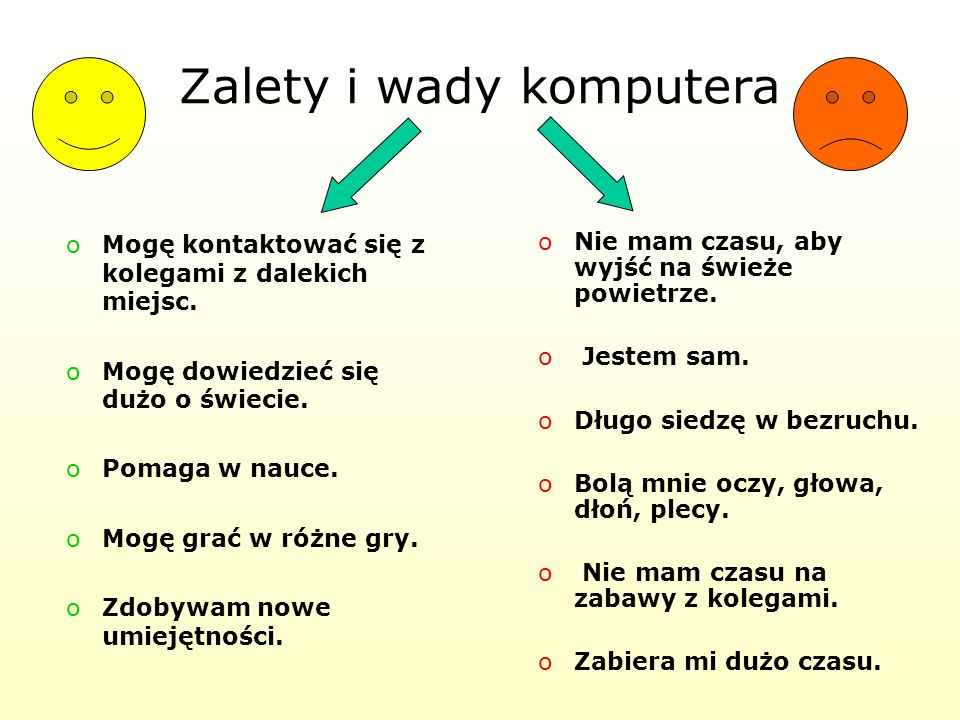 Zalety i wady komputera
o Mogę kontaktować się z
kolegami z dalekich
miejsc.
o Mogę dowiedzieć się
dużo o świecie.
o Pomaga w nauce.
o Mogę grać w różne gry.
o Zdobywam nowe
umiejętności.
o Nie mam czasu, aby
wyjść na świeże
powietrze.
o Jestem sam.
o Długo siedzę w bezruchu.
o Bolą mnie oczy, głowa,
dłoń, plecy.
o Nie mam czasu na
zabawy z kolegami.
o Zabiera mi dużo czasu.